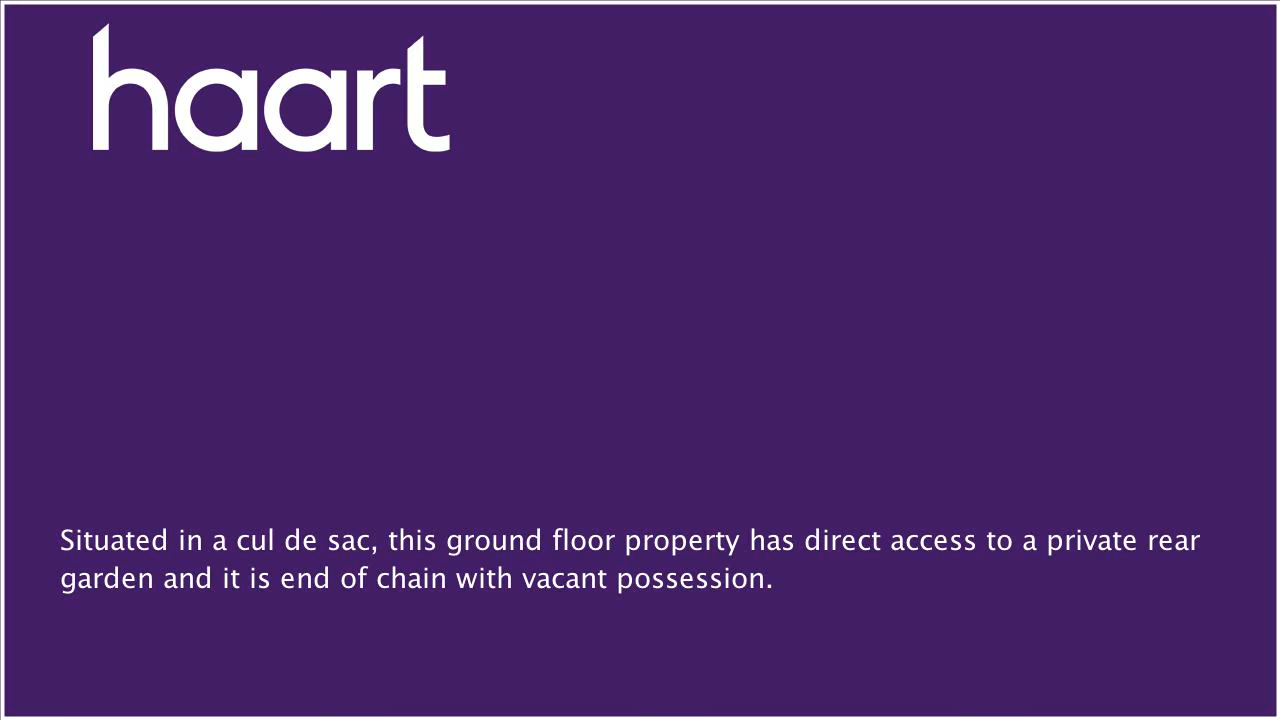 haart
Situated in a cul de sac, this ground floor property has direct access to a private rear
garden and it is end of chain with vacant possession.